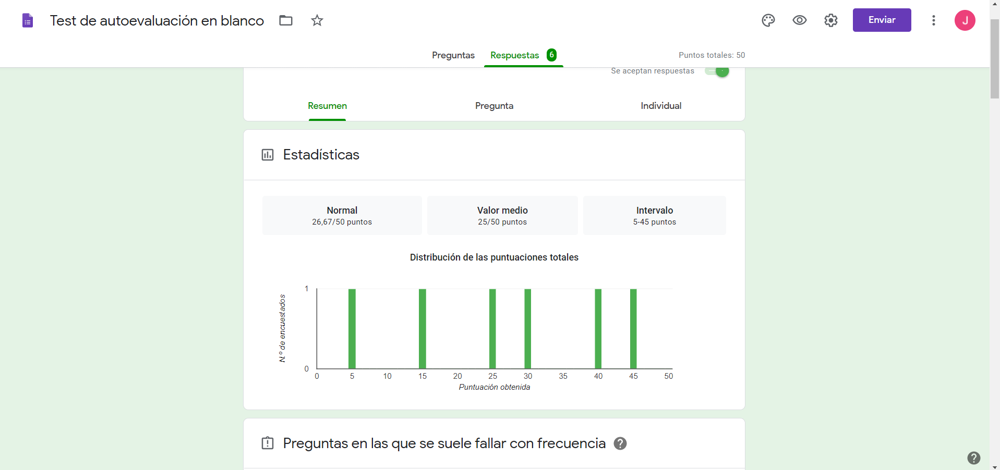 Test de autoevaluación en blanco
Enviar
J
Preguntas
Respuestas 6
Puntos totales: 50
Se aceptan respuestas
Resumen
Pregunta
Individual
Estadísticas
Normal
26,67/50 puntos
Valor medio
25/50 puntos
Intervalo
5-45 puntos
Distribución de las puntuaciones totales
N.º de encuestados
1
0
0 5 10 15 20 25 30 35 40 45 50
Puntuación obtenida
Preguntas en las que se suele fallar con frecuencia